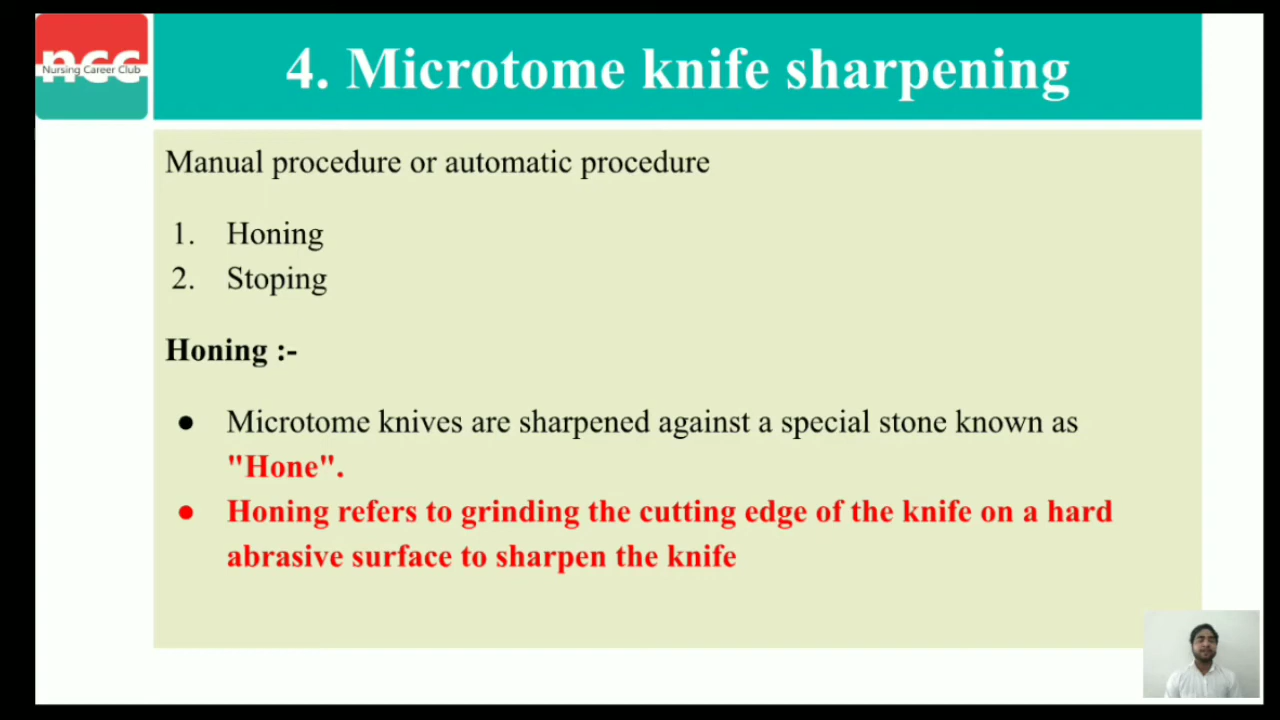 ncc
Nursing Career Club
4. Microtome knife sharpening
Manual procedure or automatic procedure
1. Honing
2. Stoping
Honing :-
● Microtome knives are sharpened against a special stone known as
"Hone".
● Honing refers to grinding the cutting edge of the knife on a hard
abrasive surface to sharpen the knife